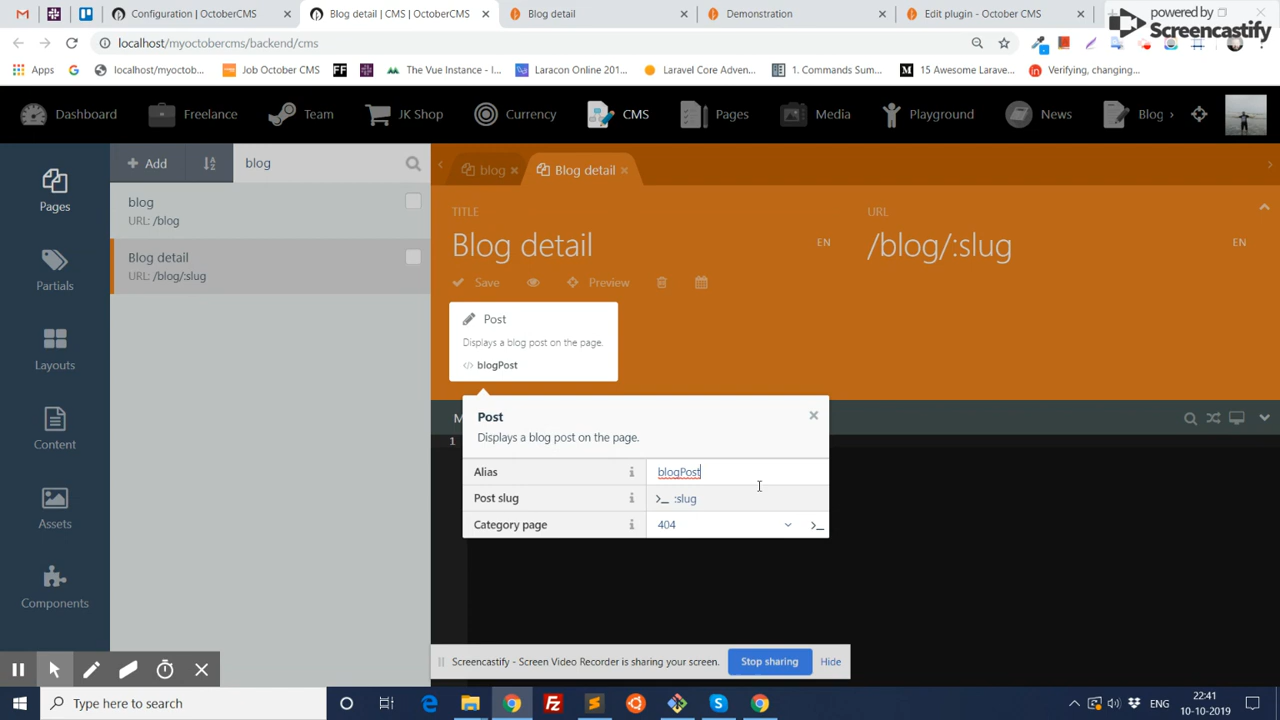 Configuration | OctoberCMS
Blog detail | CMS | OctoberCMS
Blog detail
Demonstration
Edit plugin - October CMS
powered by
Screencastify
localhost/myoctobercms/backend/cms
Apps
localhost/myoctob...
Job October CMS
The Vue Instance - I...
Laracon Online 201...
Laravel Core Adven...
1. Commands Sum...
15 Awesome Larave...
Verifying, changing...
Dashboard
Freelance
Team
JK Shop
Currency
CMS
Pages
Media
Playground
News
Blog
Pages
Partials
Layouts
Content
Assets
Components
+ Add
blog
blog
URL: /blog
Blog detail
URL: /blog/:slug
blog
Blog detail
TITLE
Blog detail
EN
URL
/blog/:slug
EN
Save
Preview
Post
Displays a blog post on the page.
blogPost
1
Post
Displays a blog post on the page.
Alias
blogPost
Post slug
:slug
Category page
404
Screencastify - Screen Video Recorder is sharing your screen.
Stop sharing
Hide
Type here to search
ENG
22:41
10-10-2019